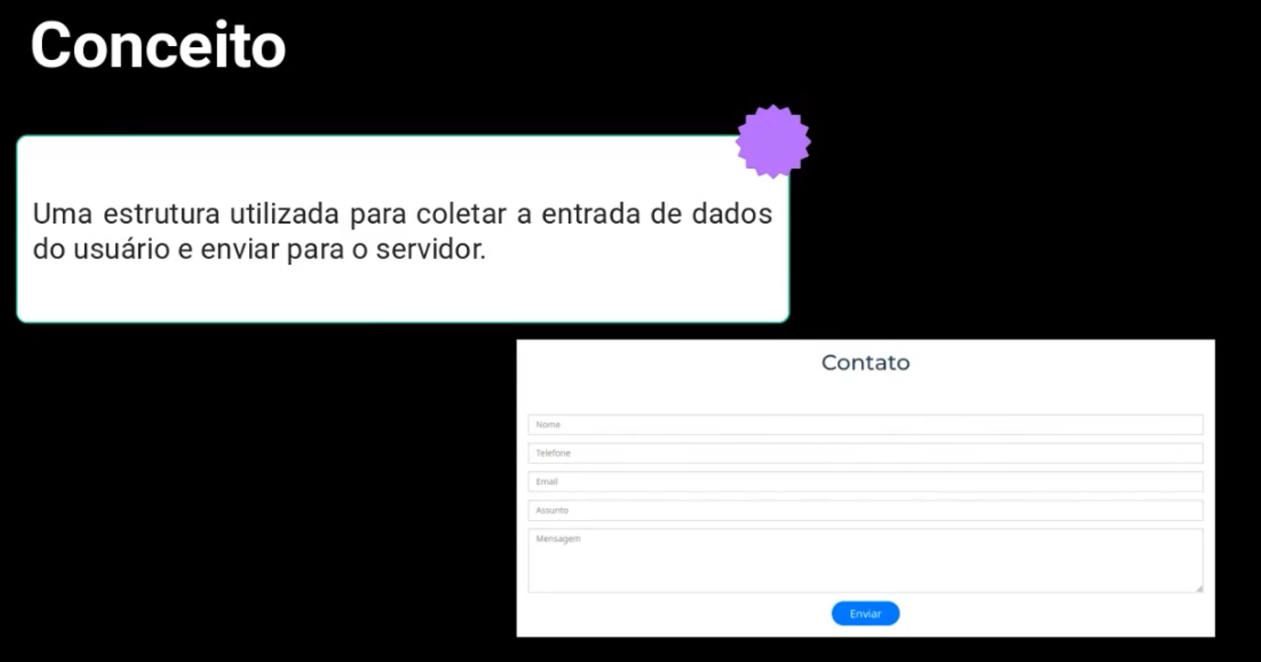 Conceito
Uma estrutura utilizada para coletar a entrada de dados
do usuário e enviar para o servidor.
Contato
Nome
Telefone
Email
Assunto
Mensagem
Enviar